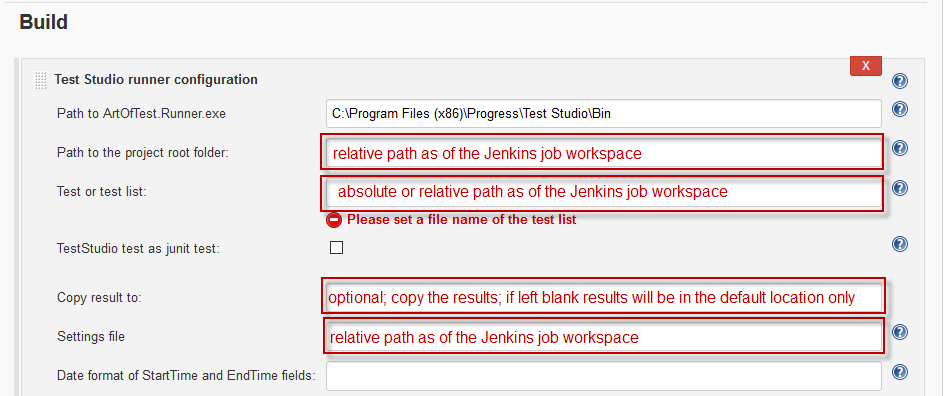 Build
Test Studio runner configuration
X
Path to ArtOfTest.Runner.exe
C:\Program Files (x86)\Progress\Test Studio\Bin
Path to the project root folder:
relative path as of the Jenkins job workspace
Test or test list:
absolute or relative path as of the Jenkins job workspace
Please set a file name of the test list
TestStudio test as junit test:
Copy result to:
optional; copy the results; if left blank results will be in the default location only
Settings file
relative path as of the Jenkins job workspace
Date format of StartTime and EndTime fields: